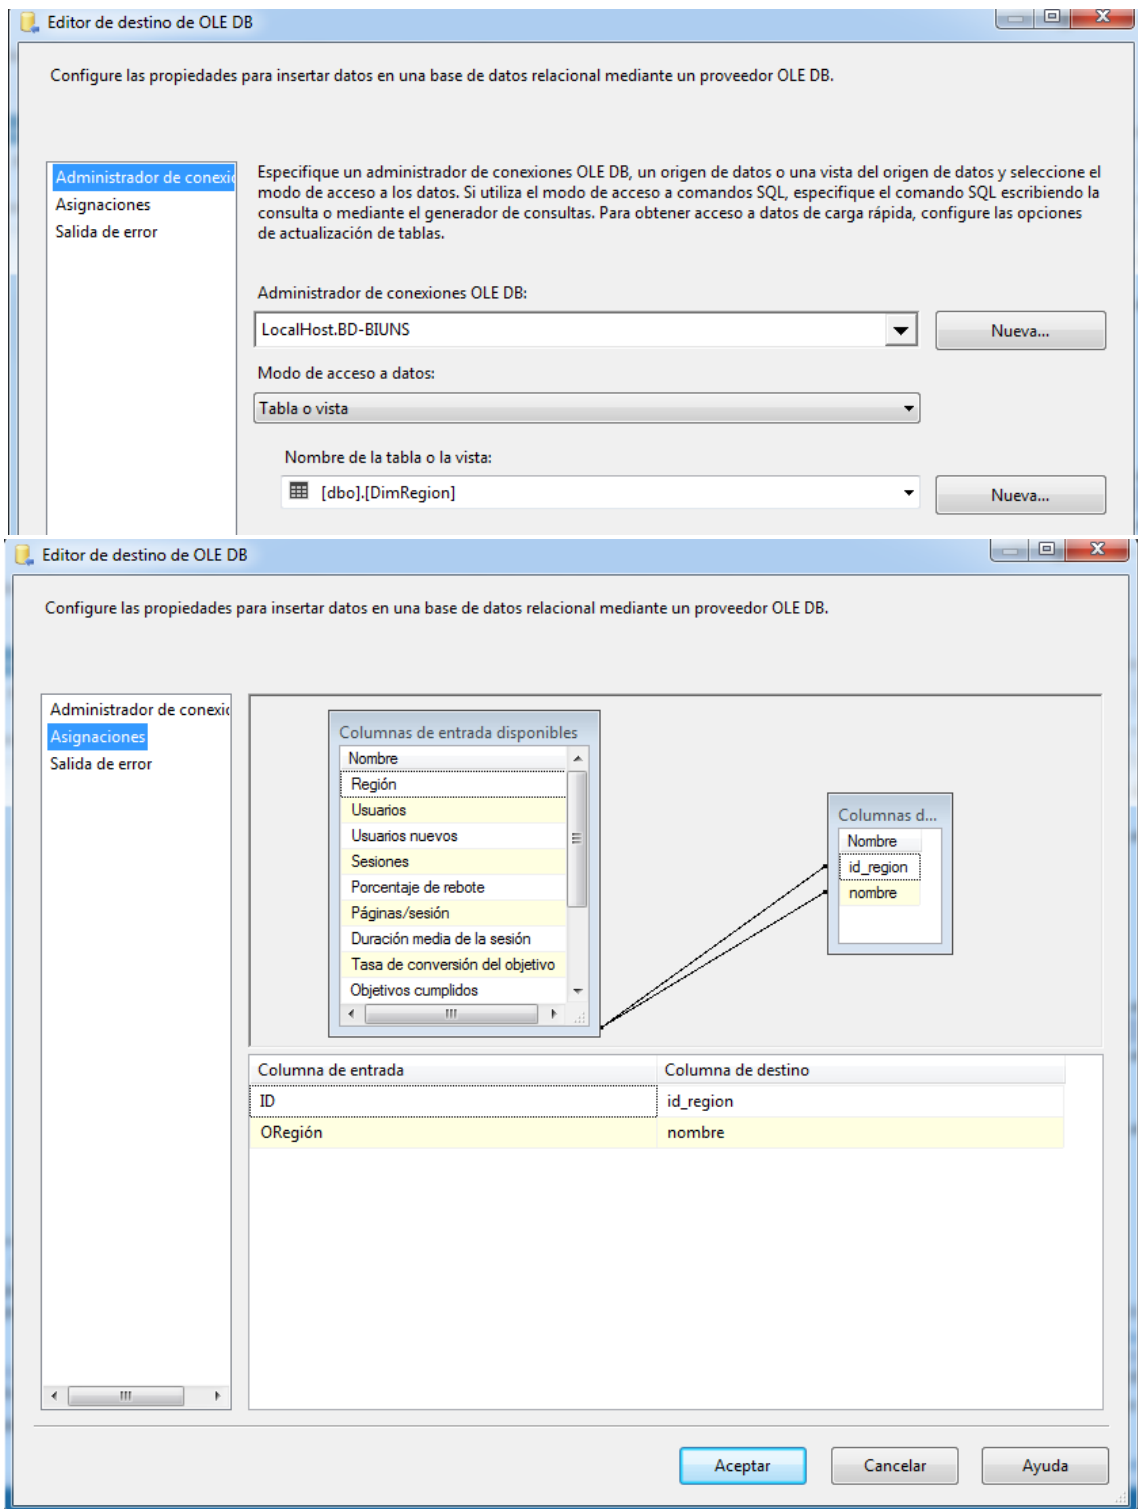 Editor de destino de OLE DB
Configure las propiedades para insertar datos en una base de datos relacional mediante un proveedor OLE DB.
Administrador de conexic
Asignaciones
Salida de error
Especifique un administrador de conexiones OLE DB, un origen de datos o una vista del origen de datos y seleccione el
modo de acceso a los datos. Si utiliza el modo de acceso a comandos SQL, especifique el comando SQL escribiendo la
consulta o mediante el generador de consultas. Para obtener acceso a datos de carga rápida, configure las opciones
de actualización de tablas.
Administrador de conexiones OLE DB:
LocalHost.BD-BIUNS
Nueva...
Modo de acceso a datos:
Tabla o vista
Nombre de la tabla o la vista:
[dbo].[DimRegion]
Nueva...
Editor de destino de OLE DB
Configure las propiedades para insertar datos en una base de datos relacional mediante un proveedor OLE DB.
Administrador de conexic
Asignaciones
Salida de error
Columnas de entrada disponibles
Nombre
Región
Usuarios
Usuarios nuevos
Sesiones
Porcentaje de rebote
Páginas/sesión
Duración media de la sesión
Tasa de conversión del objetivo
Objetivos cumplidos
Columnas d...
Nombre
id_region
nombre
Columna de entrada Columna de destino
ID id_region
ORegión nombre
Aceptar Cancelar Ayuda